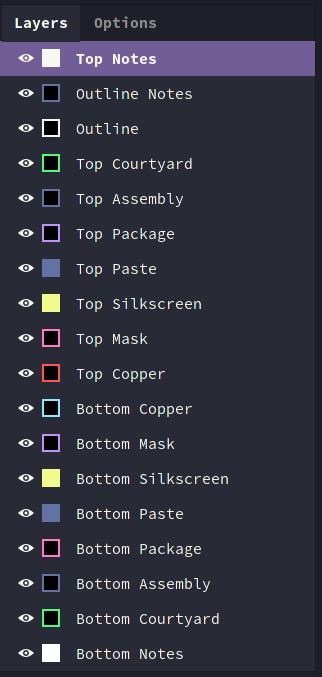 Layers Options
Top Notes
Outline Notes
Outline
Top Courtyard
Top Assembly
Top Package
Top Paste
Top Silkscreen
Top Mask
Top Copper
Bottom Copper
Bottom Mask
Bottom Silkscreen
Bottom Paste
Bottom Package
Bottom Assembly
Bottom Courtyard
Bottom Notes